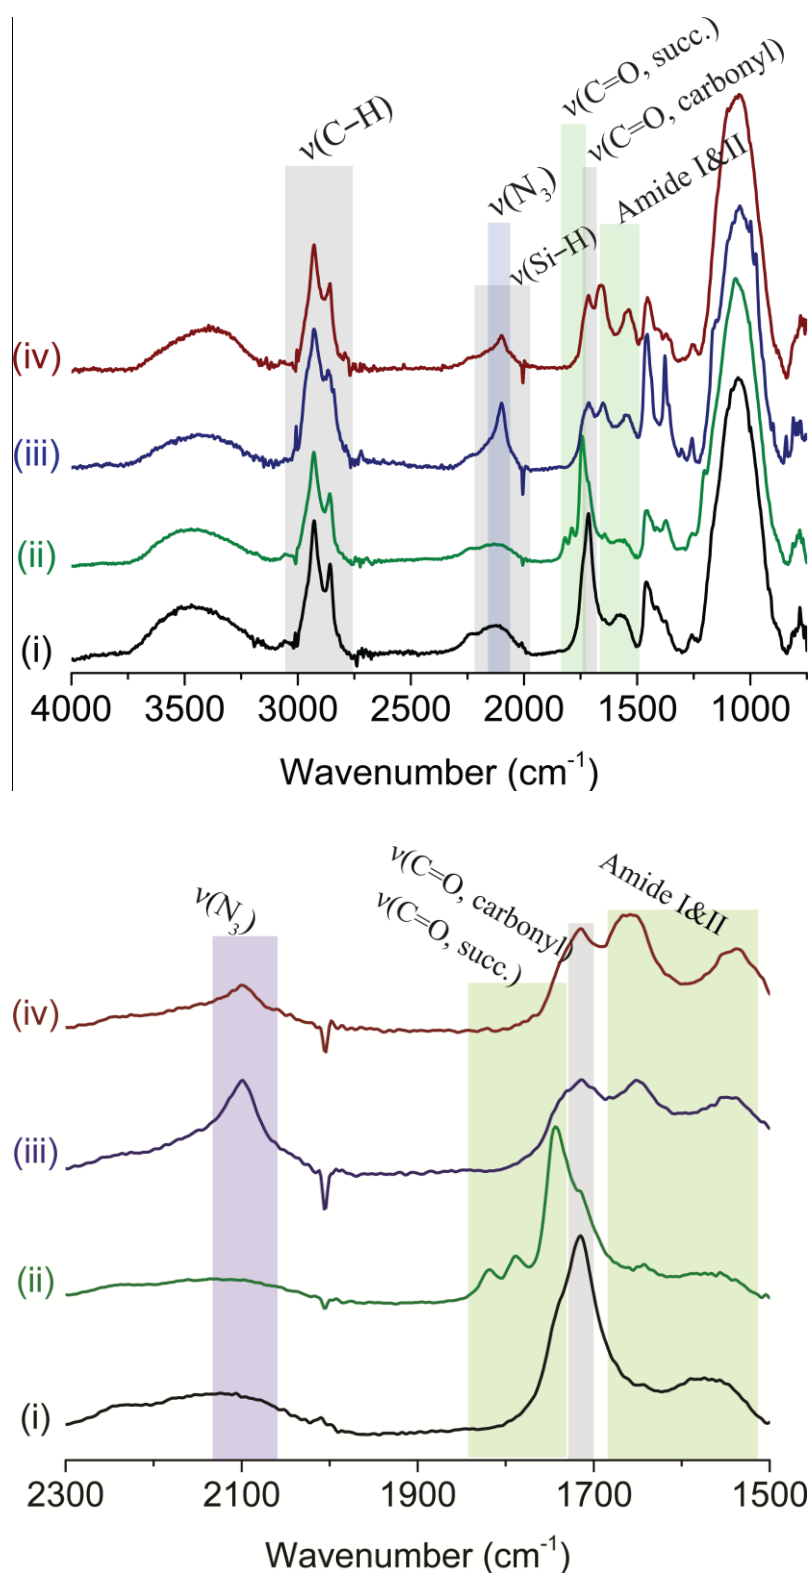 ν(C=O, succ.)
ν(C=O, carbonyl)
ν(C–H)
ν(N₃)
Amide I&II
ν(Si–H)
(iv)
(iii)
(ii)
(i)
4000 3500 3000 2500 2000 1500 1000
Wavenumber (cm⁻¹)
ν(C=O, carbonyl)
Amide I&II
ν(N₃)
ν(C=O, succ.)
(iv)
(iii)
(ii)
(i)
2300 2100 1900 1700 1500
Wavenumber (cm⁻¹)